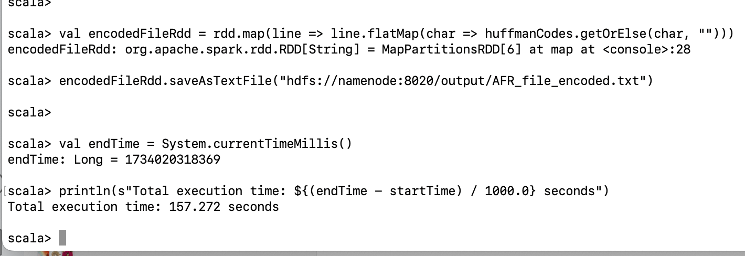 scala>
scala> val encodedFileRdd = rdd.map(line => line.flatMap(char => huffmanCodes.getOrElse(char, "")))
encodedFileRdd: org.apache.spark.rdd.RDD[String] = MapPartitionsRDD[6] at map at <console>:28
scala> encodedFileRdd.saveAsTextFile("hdfs://namenode:8020/output/AFR_file_encoded.txt")
scala>
scala> val endTime = System.currentTimeMillis()
endTime: Long = 1734020318369
scala> println(s"Total execution time: ${(endTime - startTime) / 1000.0} seconds")
Total execution time: 157.272 seconds
scala>